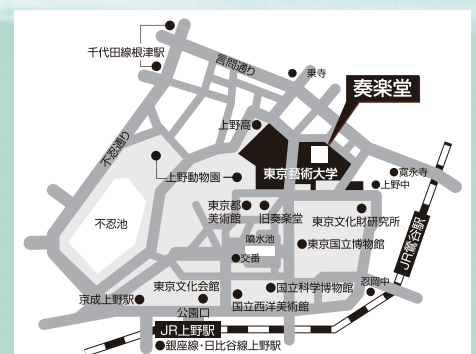 千代田線根津駅
言問通り
乗寺
奏楽堂
不忍通り
上野高
東京藝術大学
寛永寺
上野中
上野動物園
東京都
美術館
旧奏楽堂
東京文化財研究所
不忍池
噴水池
東京国立博物館
JR鶯谷駅
交番
忍岡中
東京文化会館
国立科学博物館
京成上野駅
公園口
国立西洋美術館
JR上野駅
銀座線・日比谷線上野駅